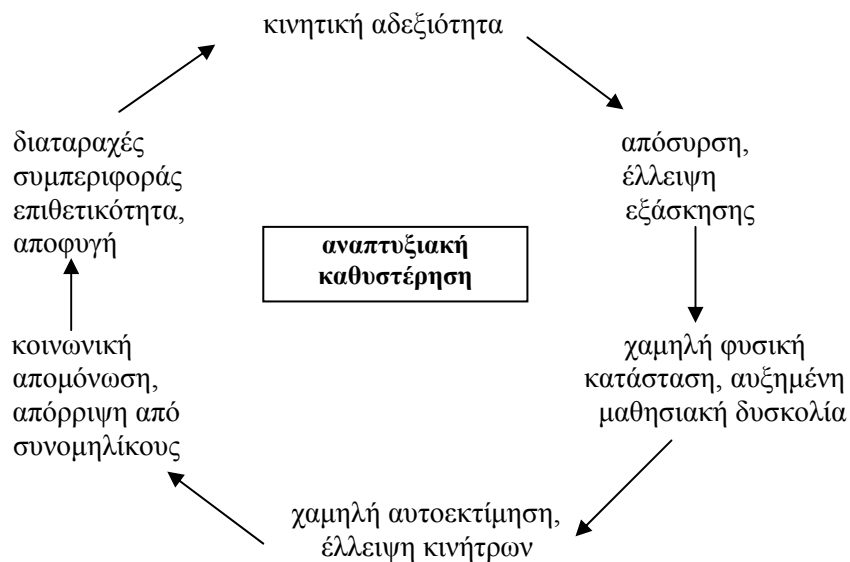 κινητική αδεξιότητα
απόσυρση,
έλλειψη
εξάσκησης
χαμηλή φυσική
κατάσταση, αυξημένη
μαθησιακή δυσκολία
χαμηλή αυτοεκτίμηση,
έλλειψη κινήτρων
κοινωνική
απομόνωση,
απόρριψη από
συνομηλίκους
διαταραχές
συμπεριφοράς
επιθετικότητα,
αποφυγή
αναπτυξιακή
καθυστέρηση